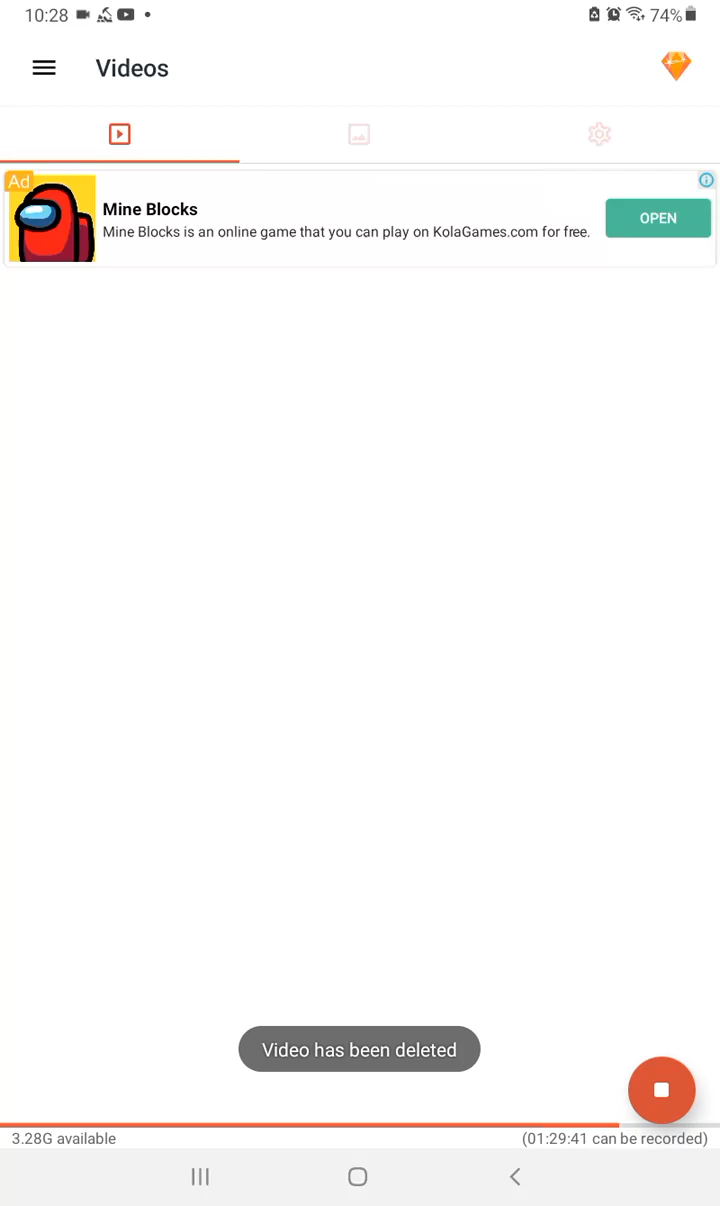 10:28
74%
Videos
Ad
Mine Blocks
Mine Blocks is an online game that you can play on KolaGames.com for free.
OPEN
Video has been deleted
3.28G available
(01:29:41 can be recorded)